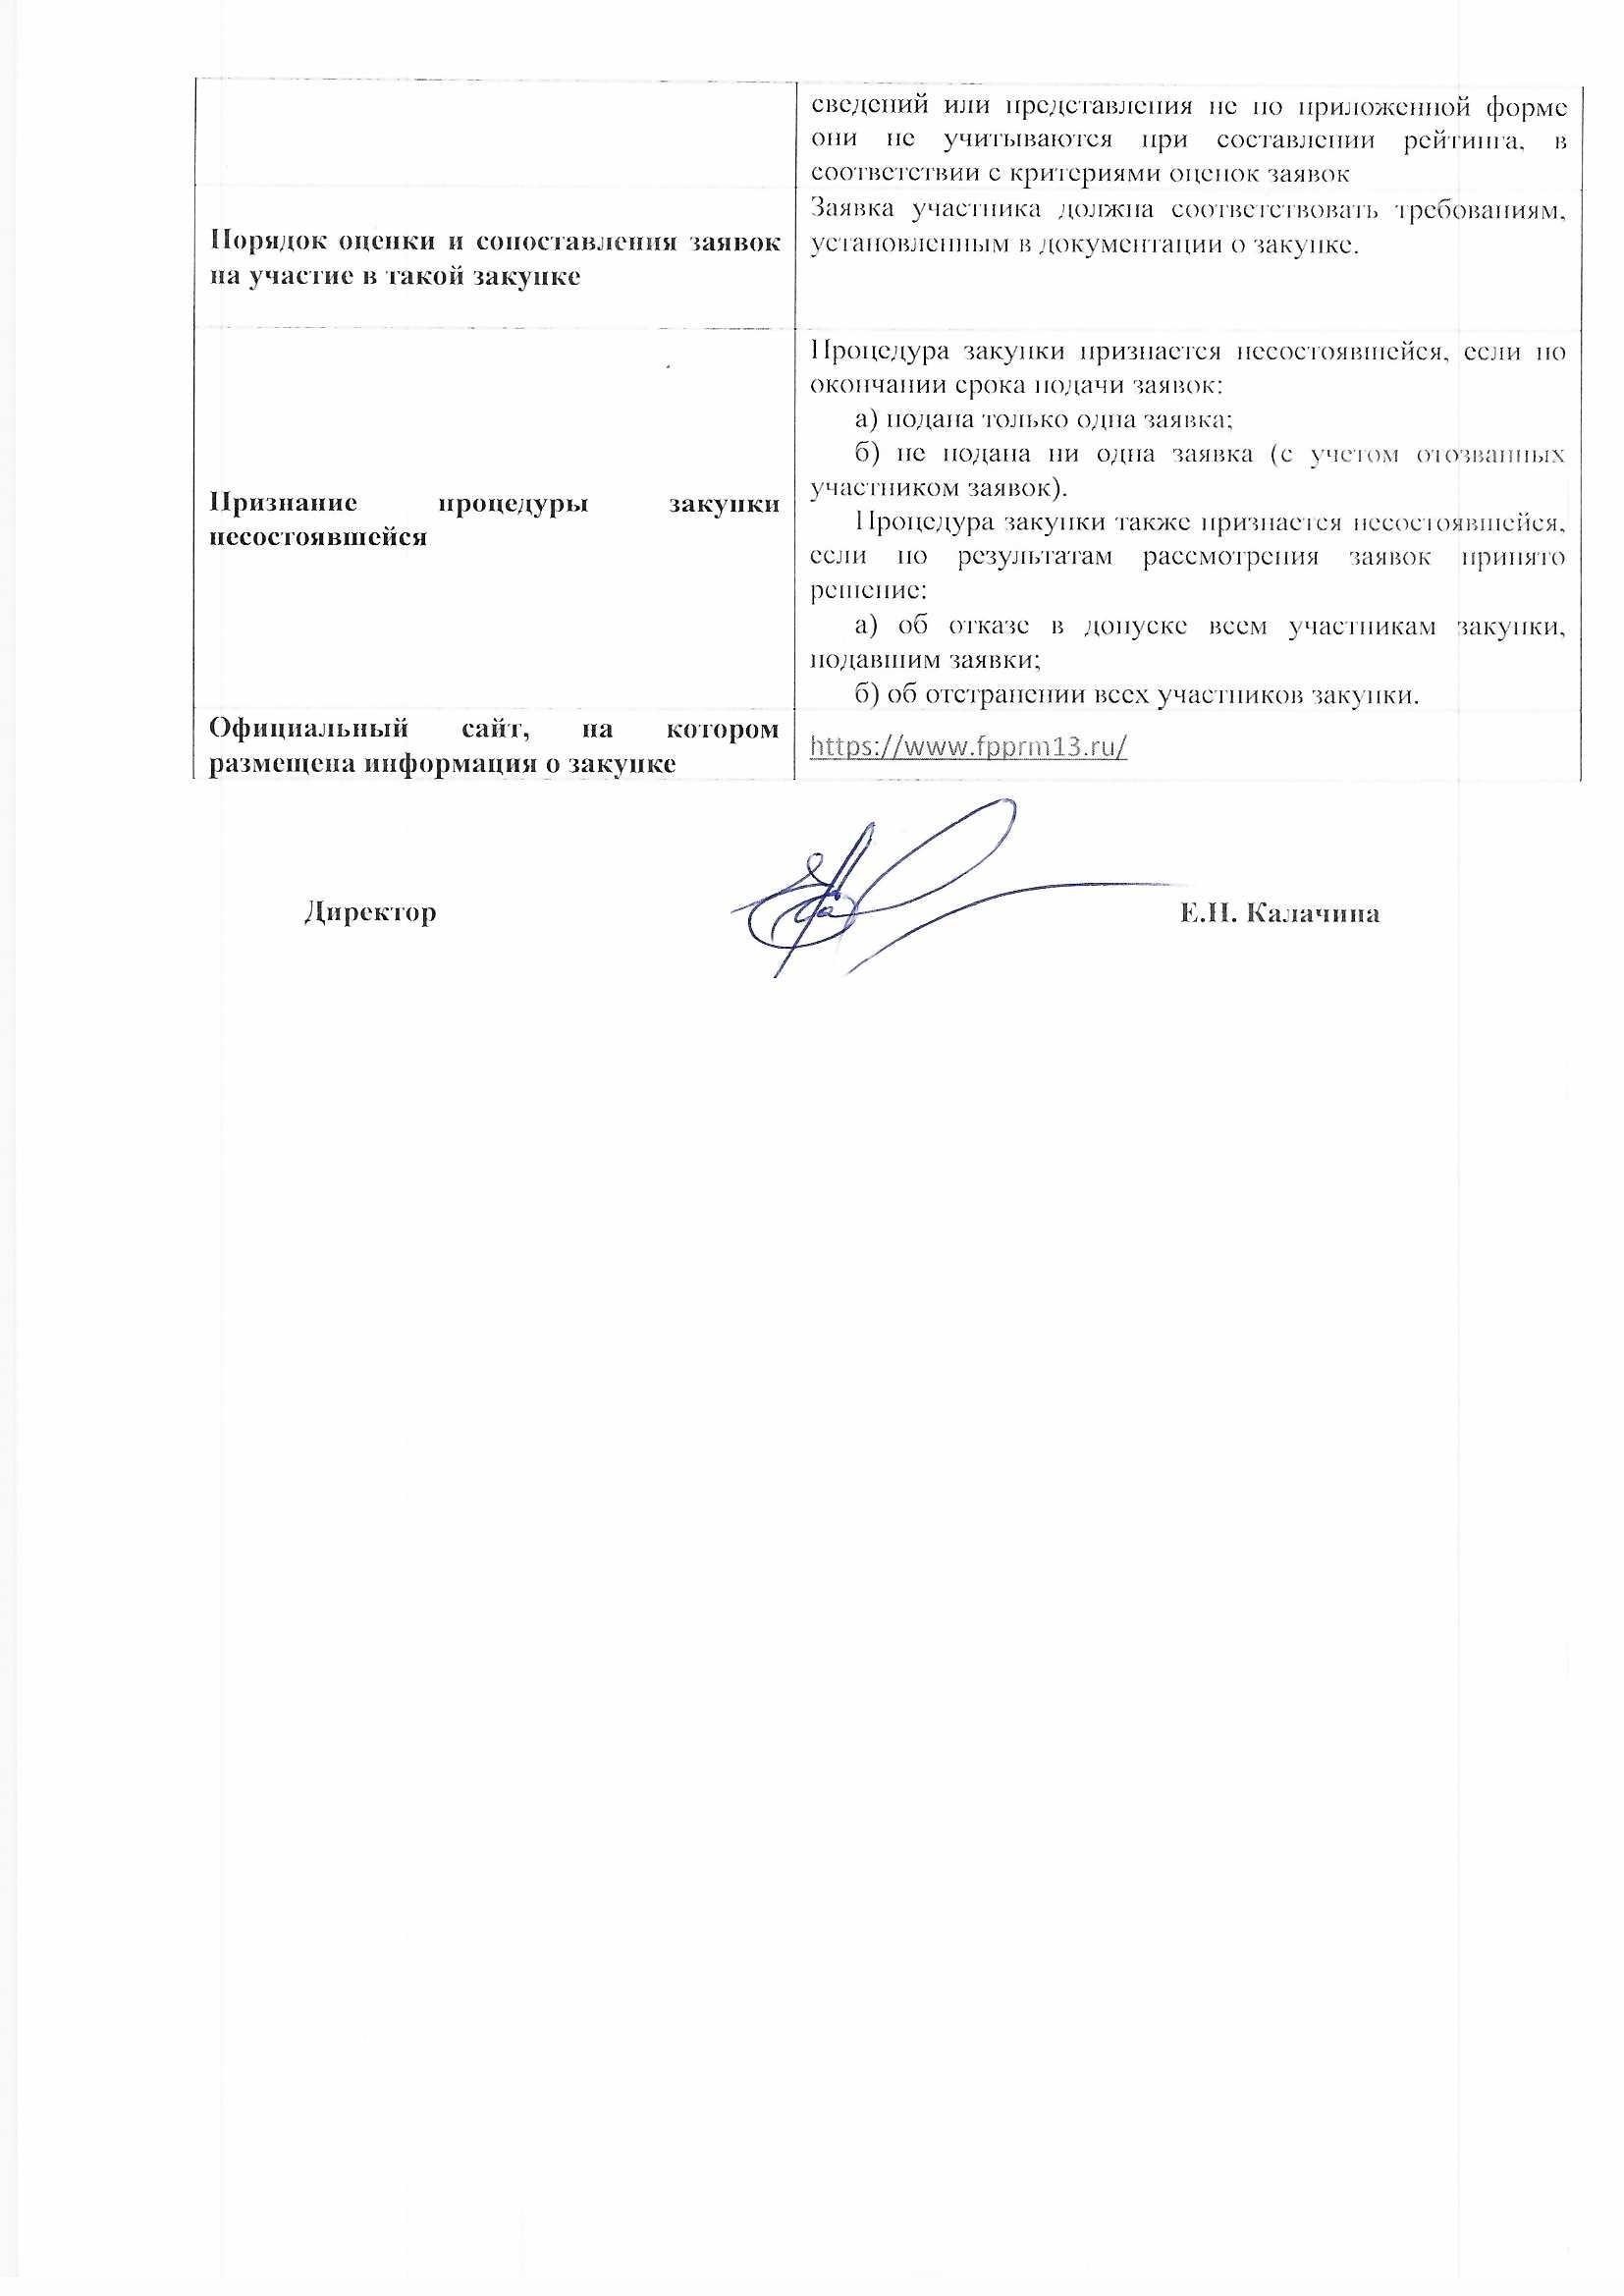 сведений или представления не по приложенной форме
они не учитываются при составлении рейтинга, в
соответствии с критериями оценок заявок
Порядок оценки и сопоставления заявок
на участие в такой закупке
Заявка участника должна соответствовать требованиям,
установленным в документации о закупке.
Признание процедуры закупки
несостоявшейся
Процедура закупки признается несостоявшейся, если по
окончании срока подачи заявок:
а) подана только одна заявка;
б) не подана ни одна заявка (с учетом отозванных
участником заявок).
Процедура закупки также признается несостоявшейся,
если по результатам рассмотрения заявок принято
решение:
а) об отказе в допуске всем участникам закупки,
подавшим заявки;
б) об отстранении всех участников закупки.
Официальный сайт, на котором
размещена информация о закупке
https://www.fpprm13.ru/
Директор
Е.Н. Калачина